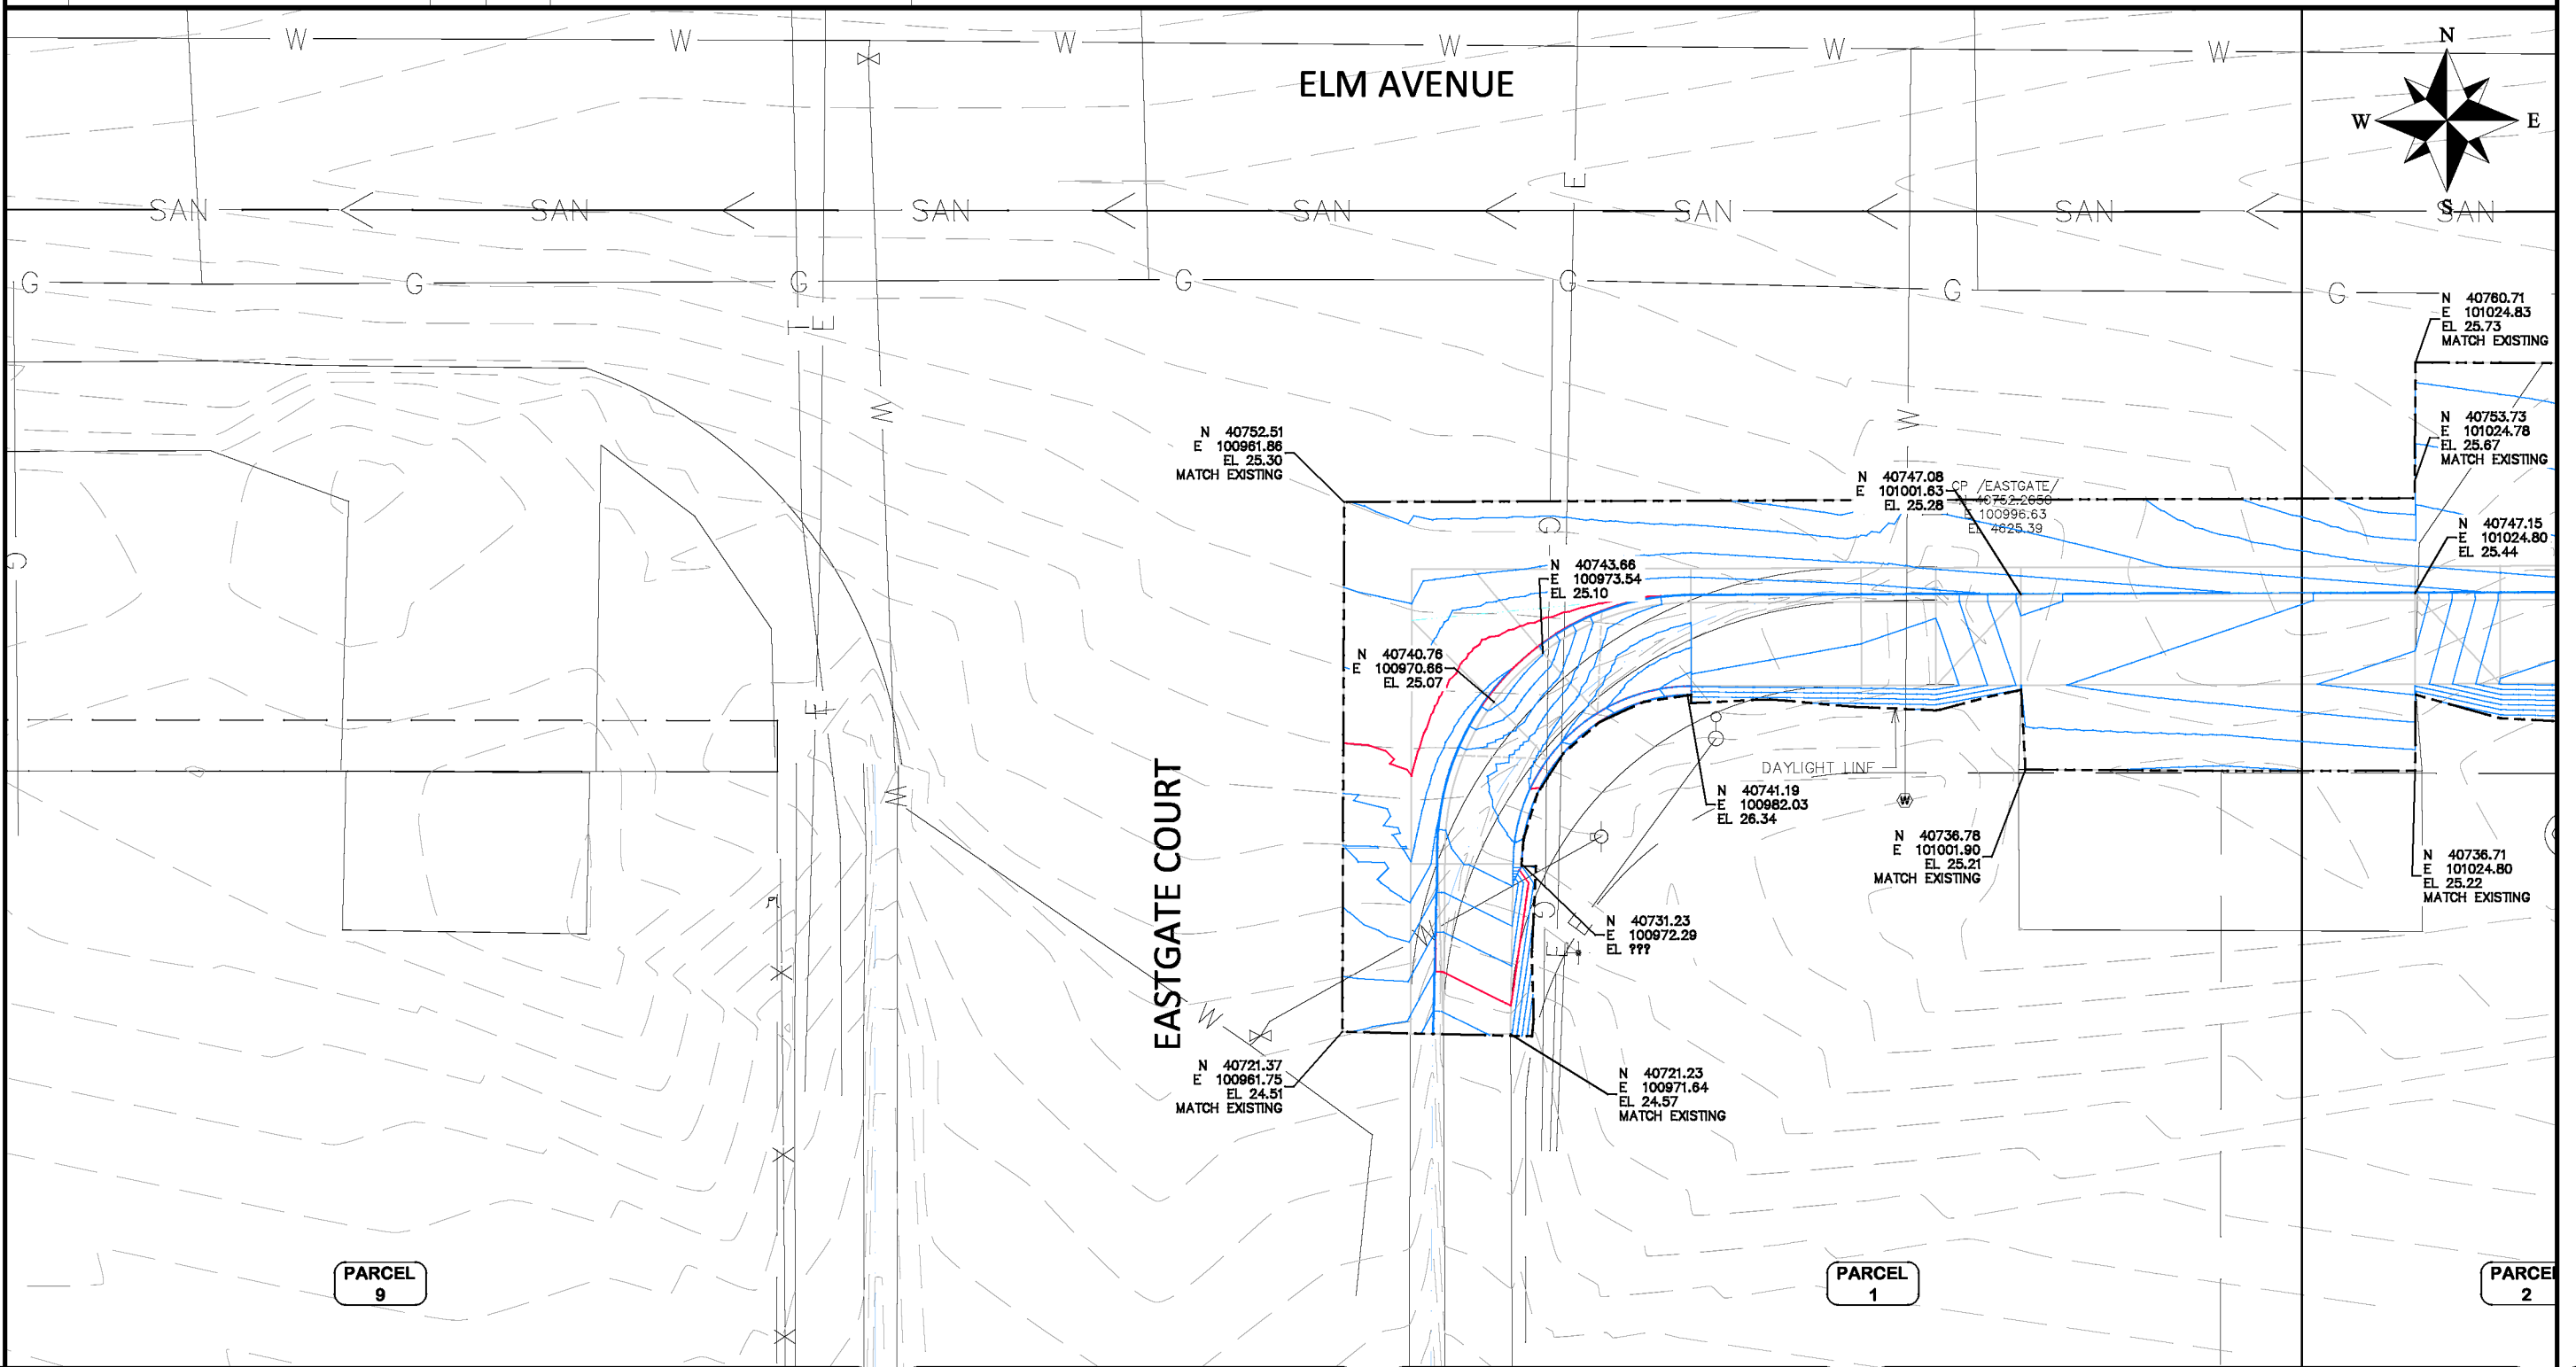 W W W W W W
ELM AVENUE
N
W E
S
SAN SAN SAN SAN SAN SAN SAN
E
G G G G G G G
T E
N 40760.71
E 101024.83
EL 25.73
MATCH EXISTING
W
W
N 40752.51
E 100961.86
EL 25.30
MATCH EXISTING
N 40753.73
E 101024.78
EL 25.67
MATCH EXISTING
N 40747.08
E 101001.63
EL 25.28
CP /EASTGATE/
40752.2650
E 100996.63
EL 4625.39
G
G
N 40747.15
E 101024.80
EL 25.44
N 40743.66
E 100973.54
EL 25.10
N 40740.76
E 100970.66
EL 25.07
E
W
DAYLIGHT LINE
W
N 40741.19
E 100982.03
EL 26.34
EASTGATE COURT
N 40736.78
E 101001.90
EL 25.21
MATCH EXISTING
N 40736.71
E 101024.80
EL 25.22
MATCH EXISTING
G
W
N 40731.23
E 100972.29
EL ???
E
W
N 40721.37
E 100961.75
EL 24.51
MATCH EXISTING
N 40721.23
E 100971.64
EL 24.57
MATCH EXISTING
PARCEL
9
PARCEL
1
PARCEL
2